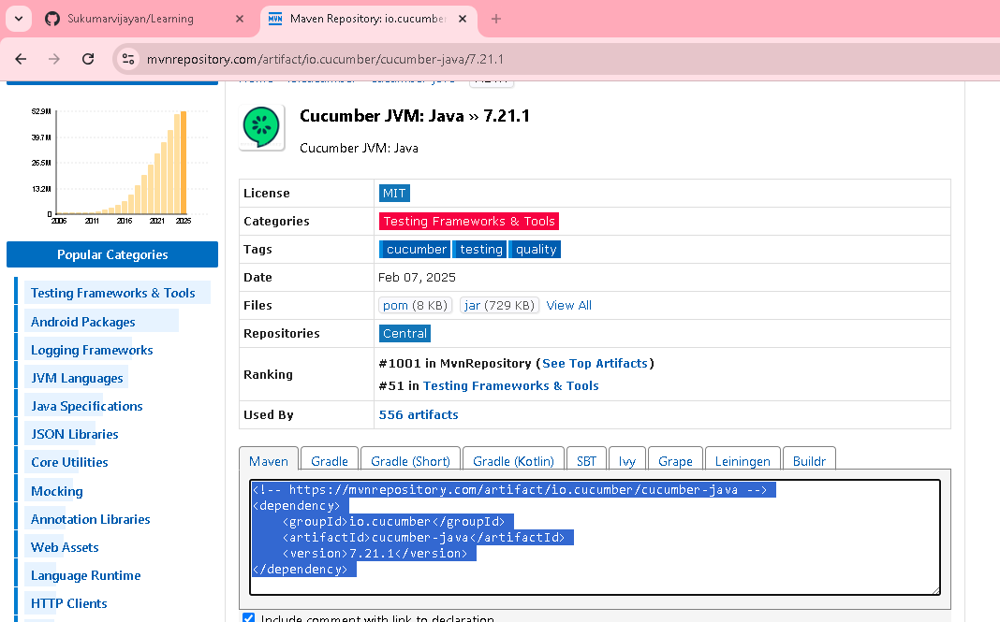 Sukumarvijayan/Learning
MVN Maven Repository: io.cucumber
mvnrepository.com/artifact/io.cucumber/cucumber-java/7.21.1
52.9M
39.7M
26.5M
13.2M
0
2006 2011 2016 2021 2025
Popular Categories
Testing Frameworks & Tools
Android Packages
Logging Frameworks
JVM Languages
Java Specifications
JSON Libraries
Core Utilities
Mocking
Annotation Libraries
Web Assets
Language Runtime
HTTP Clients
Cucumber JVM: Java » 7.21.1
Cucumber JVM: Java
License MIT
Categories Testing Frameworks & Tools
Tags cucumber testing quality
Date Feb 07, 2025
Files pom (8 KB) jar (729 KB) View All
Repositories Central
Ranking #1001 in MvnRepository (See Top Artifacts)
#51 in Testing Frameworks & Tools
Used By 556 artifacts
Maven Gradle Gradle (Short) Gradle (Kotlin) SBT Ivy Grape Leiningen Buildr
<!-- https://mvnrepository.com/artifact/io.cucumber/cucumber-java -->
<dependency>
<groupId>io.cucumber</groupId>
<artifactId>cucumber-java</artifactId>
<version>7.21.1</version>
</dependency>
Include comment with link to declaration